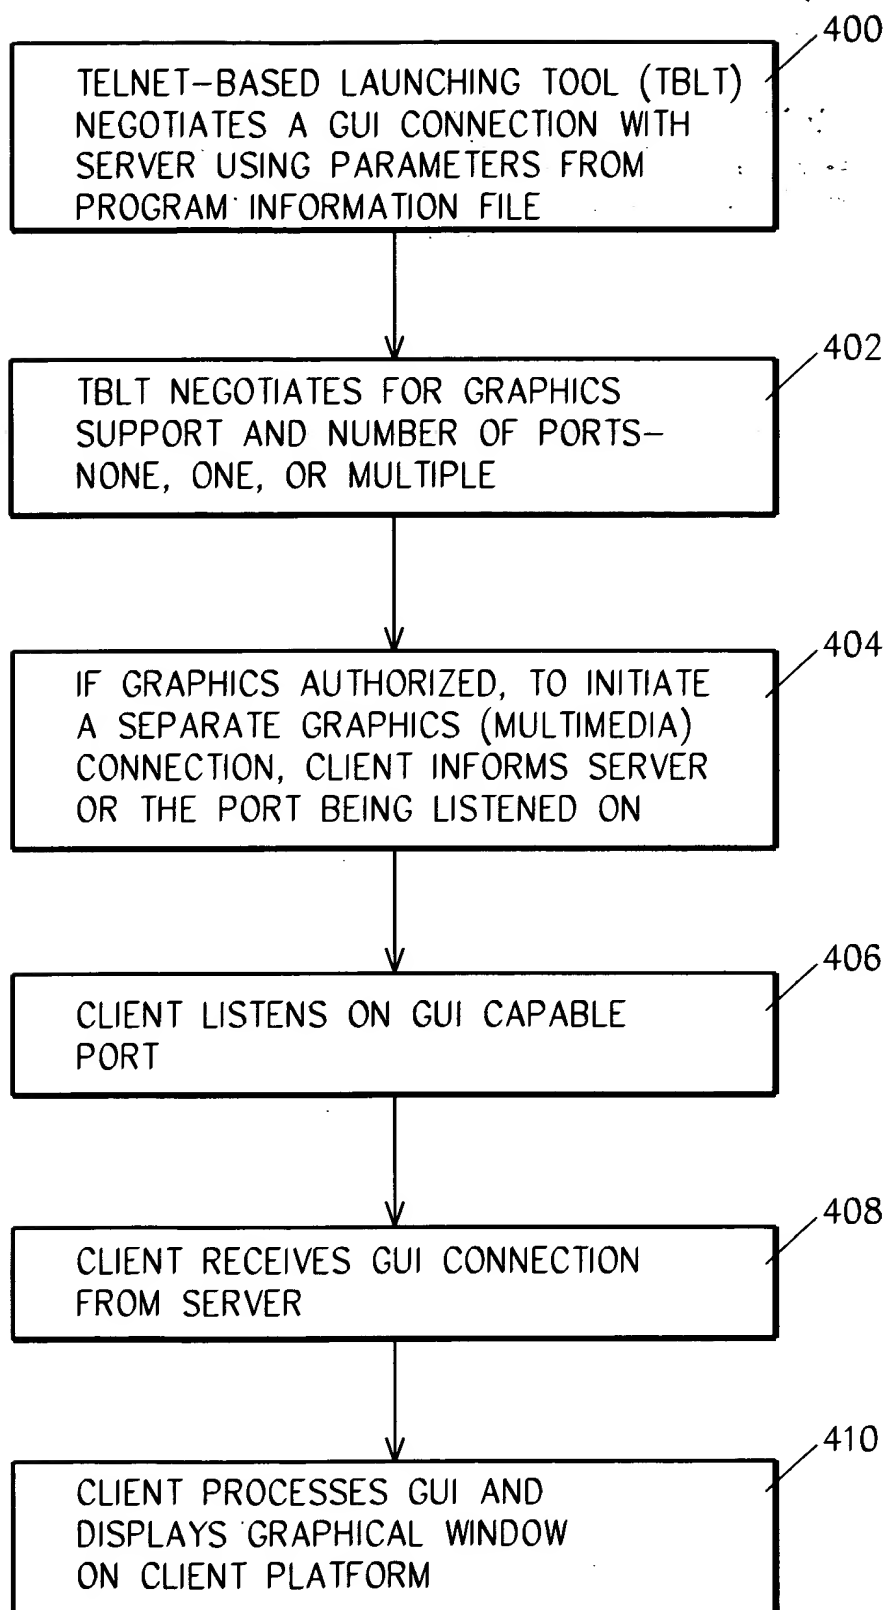 400
TELNET-BASED LAUNCHING TOOL (TBLT)
NEGOTIATES A GUI CONNECTION WITH
SERVER USING PARAMETERS FROM
PROGRAM INFORMATION FILE
402
TBLT NEGOTIATES FOR GRAPHICS
SUPPORT AND NUMBER OF PORTS-
NONE, ONE, OR MULTIPLE
404
IF GRAPHICS AUTHORIZED, TO INITIATE
A SEPARATE GRAPHICS (MULTIMEDIA)
CONNECTION, CLIENT INFORMS SERVER
OR THE PORT BEING LISTENED ON
406
CLIENT LISTENS ON GUI CAPABLE
PORT
408
CLIENT RECEIVES GUI CONNECTION
FROM SERVER
410
CLIENT PROCESSES GUI AND
DISPLAYS GRAPHICAL WINDOW
ON CLIENT PLATFORM